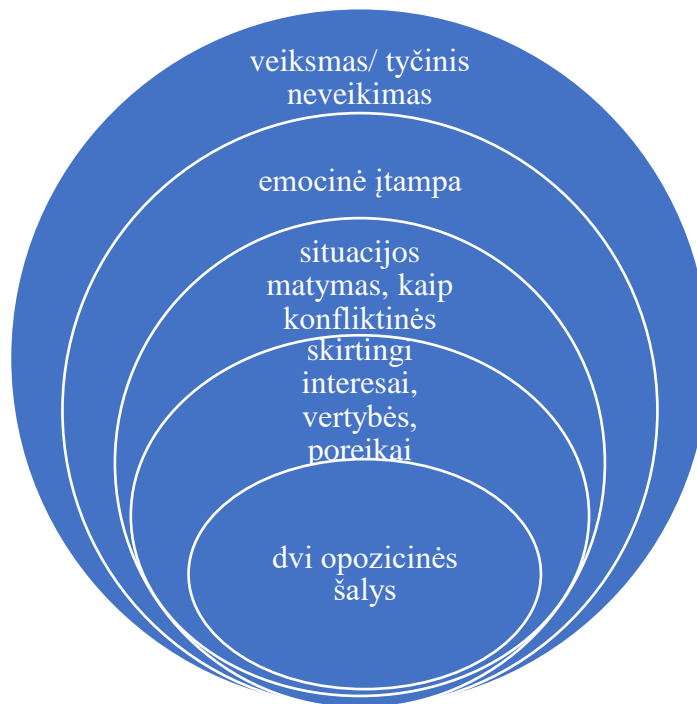 veiksmas/ tyčinis
neveikimas
emocinė įtampa
situacijos
matymas, kaip
konfliktinės
skirtingi
interesai,
vertybės,
poreikai
dvi opozicinės
šalys